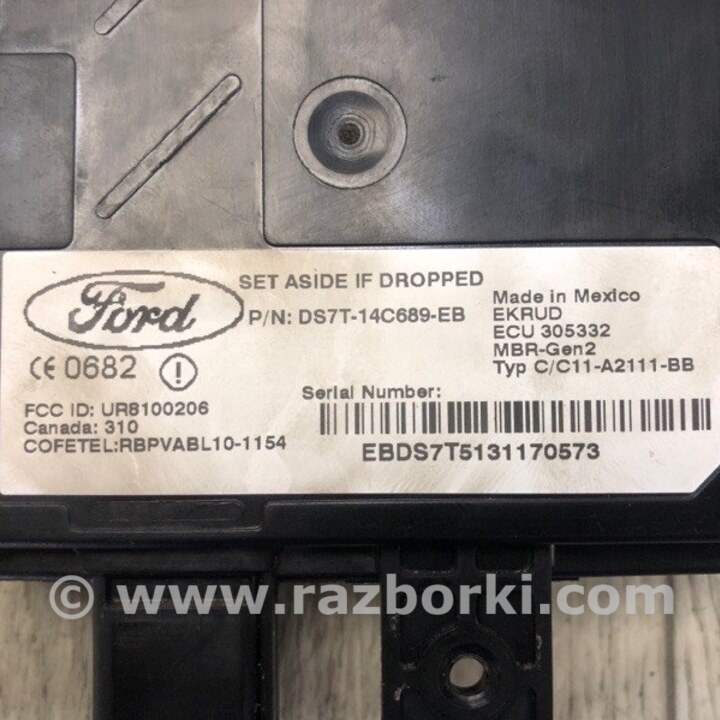 Ford
SET ASIDE IF DROPPED
P/N: DS7T-14C689-EB
Made in Mexico
EKRUD
ECU 305332
MBR-Gen2
Typ C/C11-A2111-BB
CE 0682
FCC ID: UR8100206
Canada: 310
COFETEL:RBPVABL10-1154
Serial Number:
EBDS7T5131170573
© www.razborki.com